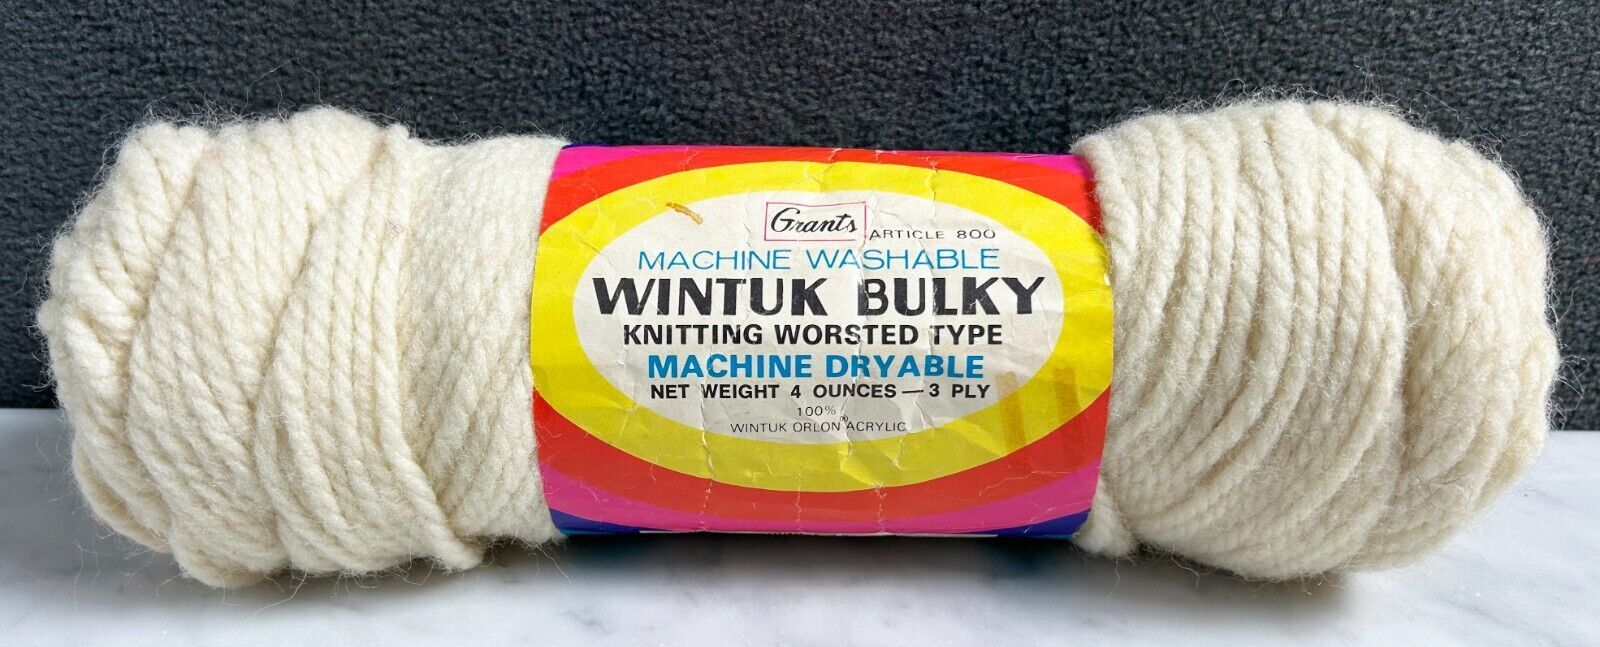 Grants ARTICLE 800
MACHINE WASHABLE
WINTUK BULKY
KNITTING WORSTED TYPE
MACHINE DRYABLE
NET WEIGHT 4 OUNCES — 3 PLY
100%
WINTUK ORLON® ACRYLIC